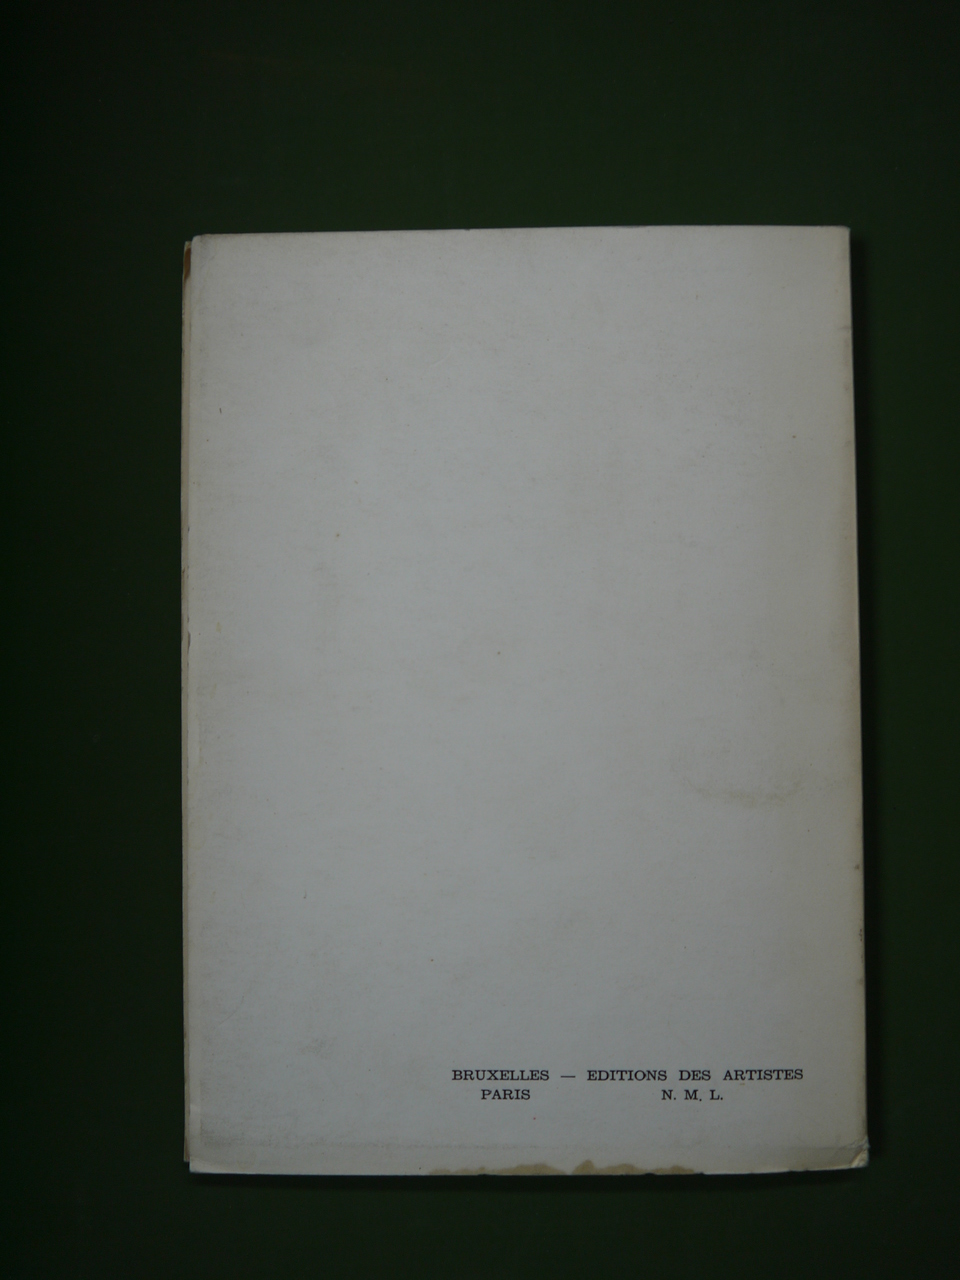 BRUXELLES — EDITIONS DES ARTISTES
PARIS N. M. L.